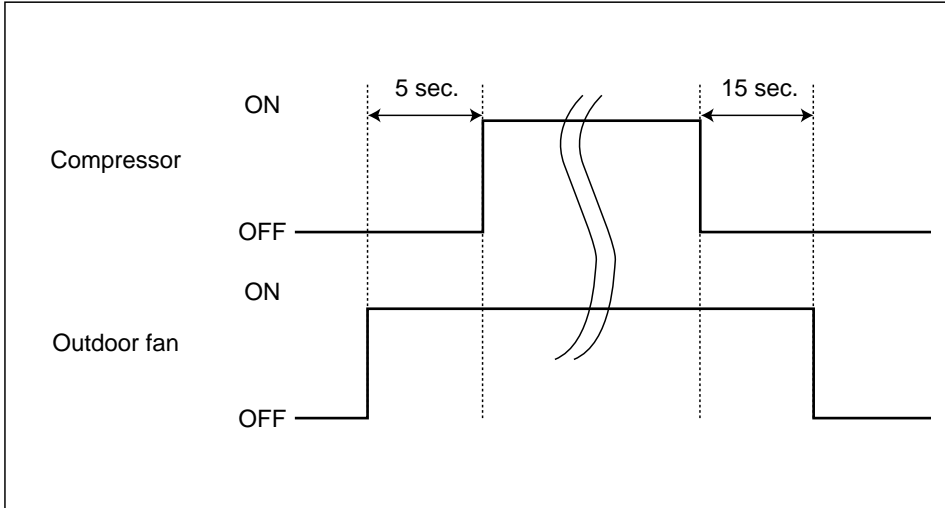 5 sec.
15 sec.
ON
Compressor
OFF
ON
Outdoor fan
OFF